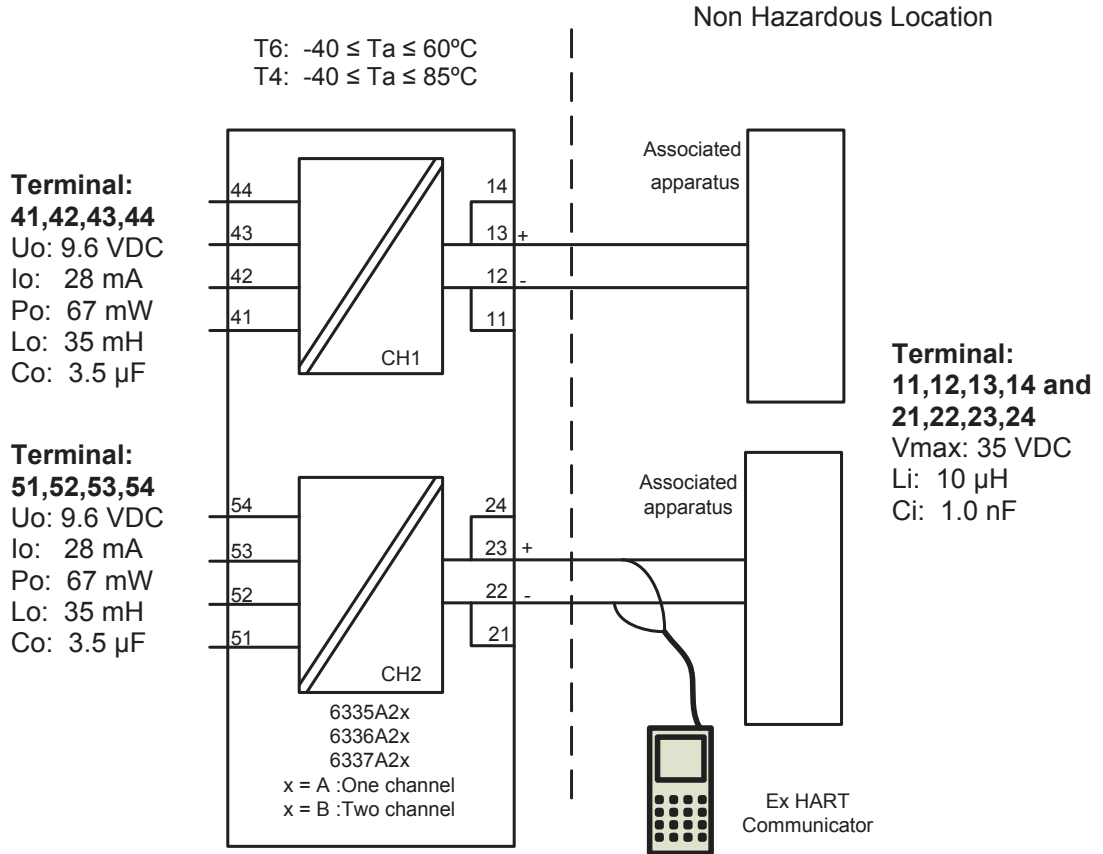 Non Hazardous Location
T6: -40 ≤ Ta ≤ 60ºC
T4: -40 ≤ Ta ≤ 85ºC
Terminal:
41,42,43,44
Uo: 9.6 VDC
Io: 28 mA
Po: 67 mW
Lo: 35 mH
Co: 3.5 µF
44
43
42
41
CH1
14
13 +
12 -
11
Associated
apparatus
Terminal:
11,12,13,14 and
21,22,23,24
Vmax: 35 VDC
Li: 10 µH
Ci: 1.0 nF
Terminal:
51,52,53,54
Uo: 9.6 VDC
Io: 28 mA
Po: 67 mW
Lo: 35 mH
Co: 3.5 µF
54
53
52
51
CH2
24
23 +
22 -
21
Associated
apparatus
6335A2x
6336A2x
6337A2x
x = A :One channel
x = B :Two channel
Ex HART
Communicator